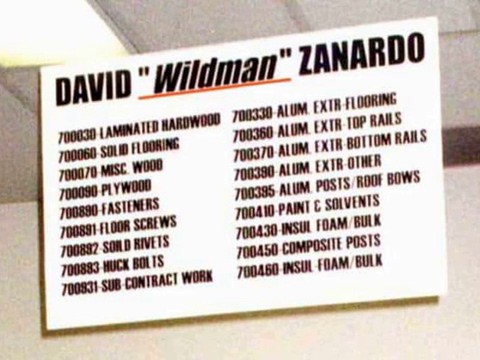 DAVID "Wildman" ZANARDO
700030-LAMINATED HARDWOOD
700060-SOLID FLOORING
700070-MISC. WOOD
700090-PLYWOOD
700890-FASTENERS
700891-FLOOR SCREWS
700892-SOILD RIVETS
700893-HUCK BOLTS
700931-SUB-CONTRACT WORK
700330-ALUM. EXTR-FLOORING
700360-ALUM. EXTR-TOP RAILS
700370-ALUM. EXTR-BOTTOM RAILS
700390-ALUM. EXTR-OTHER
700395-ALUM. POSTS/ROOF BOWS
700410-PAINT & SOLVENTS
700430-INSUL FOAM/BULK
700450-COMPOSITE POSTS
700460-INSUL-FOAM/BULK